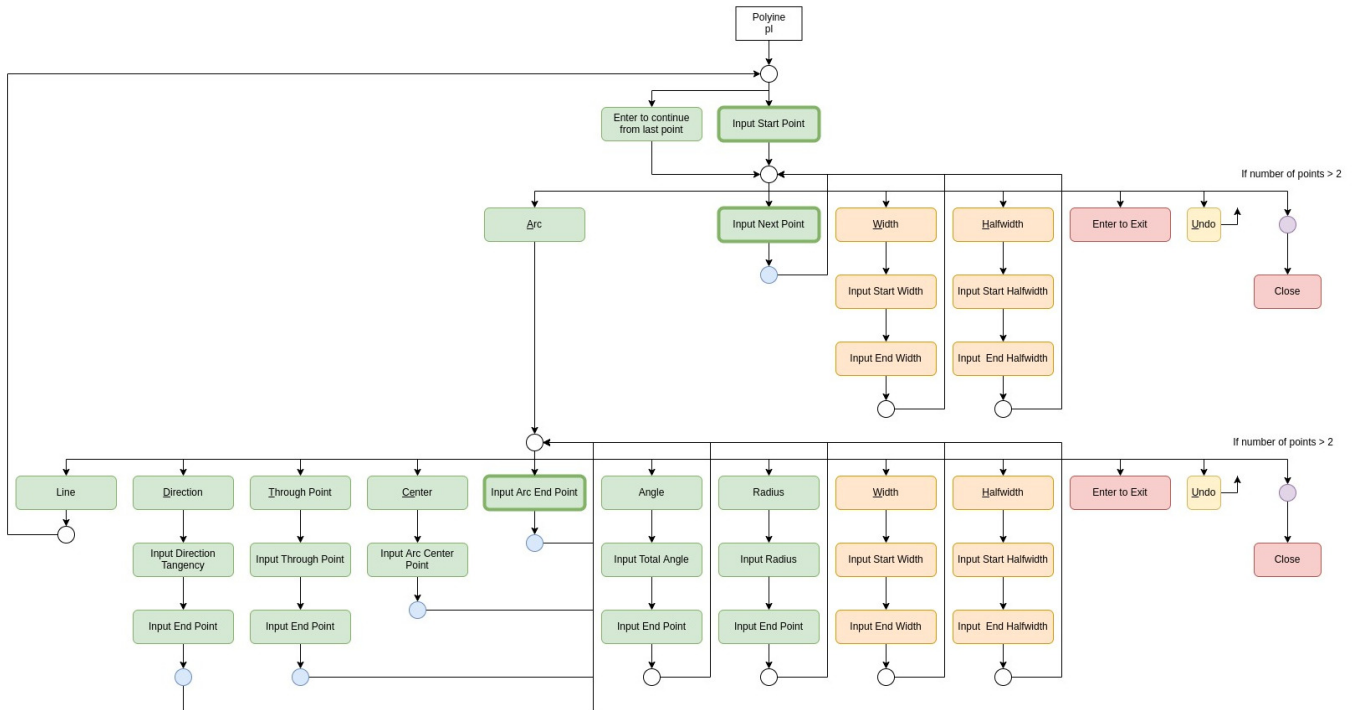 Polyine
pl
Enter to continue
from last point
Input Start Point
If number of points > 2
Arc
Input Next Point
Width
Halfwidth
Enter to Exit
Undo
Input Start Width
Input Start Halfwidth
Close
Input End Width
Input End Halfwidth
If number of points > 2
Line
Direction
Through Point
Center
Input Arc End Point
Angle
Radius
Width
Halfwidth
Enter to Exit
Undo
Input Direction
Tangency
Input Through Point
Input Arc Center
Point
Input Total Angle
Input Radius
Input Start Width
Input Start Halfwidth
Close
Input End Point
Input End Point
Input End Point
Input End Point
Input End Width
Input End Halfwidth